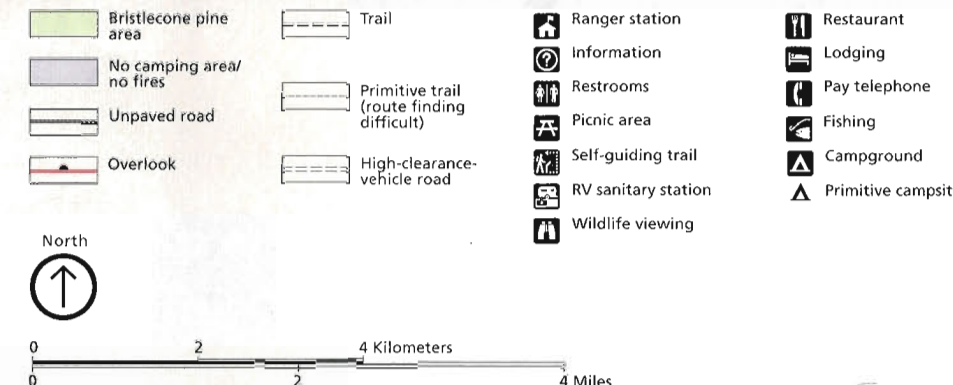 Bristlecone pine
area
No camping area/
no fires
Unpaved road
Overlook
Trail
Primitive trail
(route finding
difficult)
High-clearance-
vehicle road
Ranger station
Information
Restrooms
Picnic area
Self-guiding trail
RV sanitary station
Wildlife viewing
Restaurant
Lodging
Pay telephone
Fishing
Campground
Primitive campsit
North
0 2 4 Kilometers
0 2 4 Miles